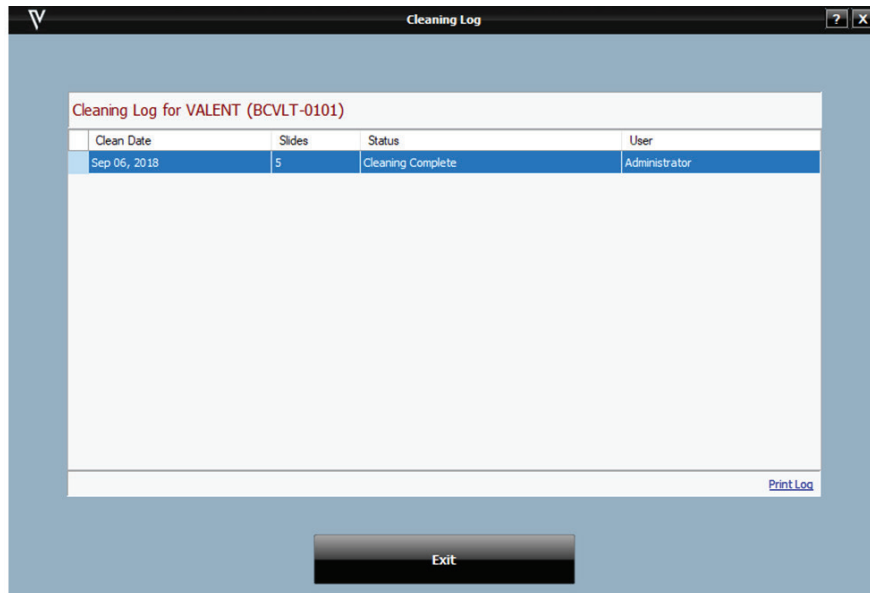 Cleaning Log
? X
Cleaning Log for VALENT (BCVLT-0101)
Clean Date Slides Status User
Sep 06, 2018 5 Cleaning Complete Administrator
Print Log
Exit